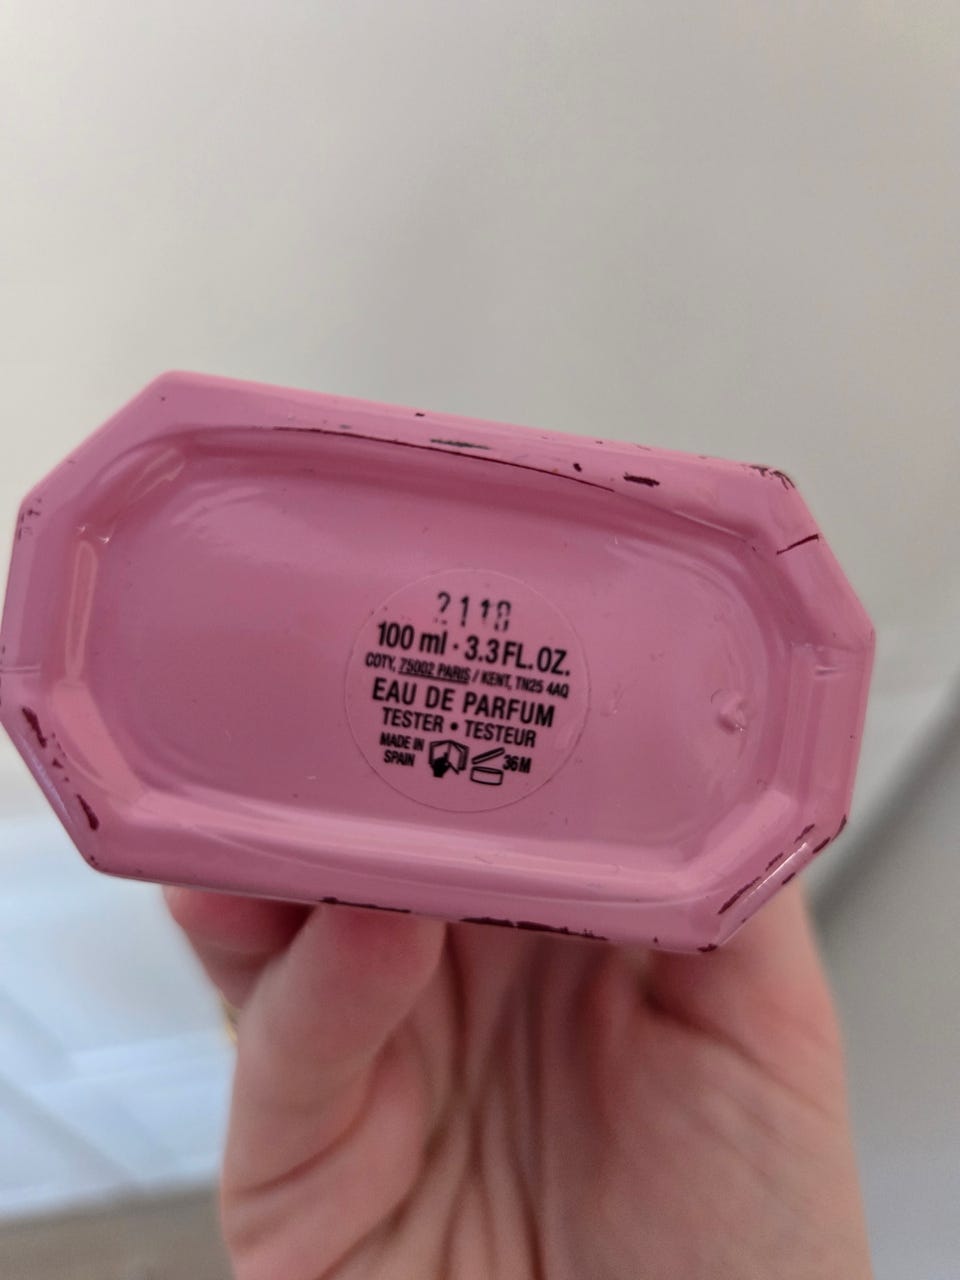 2118
100 ml · 3.3 FL. OZ.
COTY, 75002 PARIS / KENT, TN25 4AQ
EAU DE PARFUM
TESTER • TESTEUR
MADE IN
SPAIN
36 M